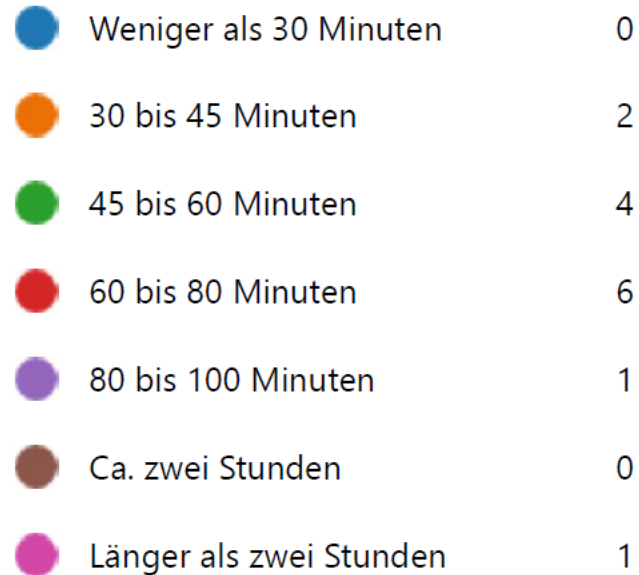 Weniger als 30 Minuten 0
30 bis 45 Minuten 2
45 bis 60 Minuten 4
60 bis 80 Minuten 6
80 bis 100 Minuten 1
Ca. zwei Stunden 0
Länger als zwei Stunden 1